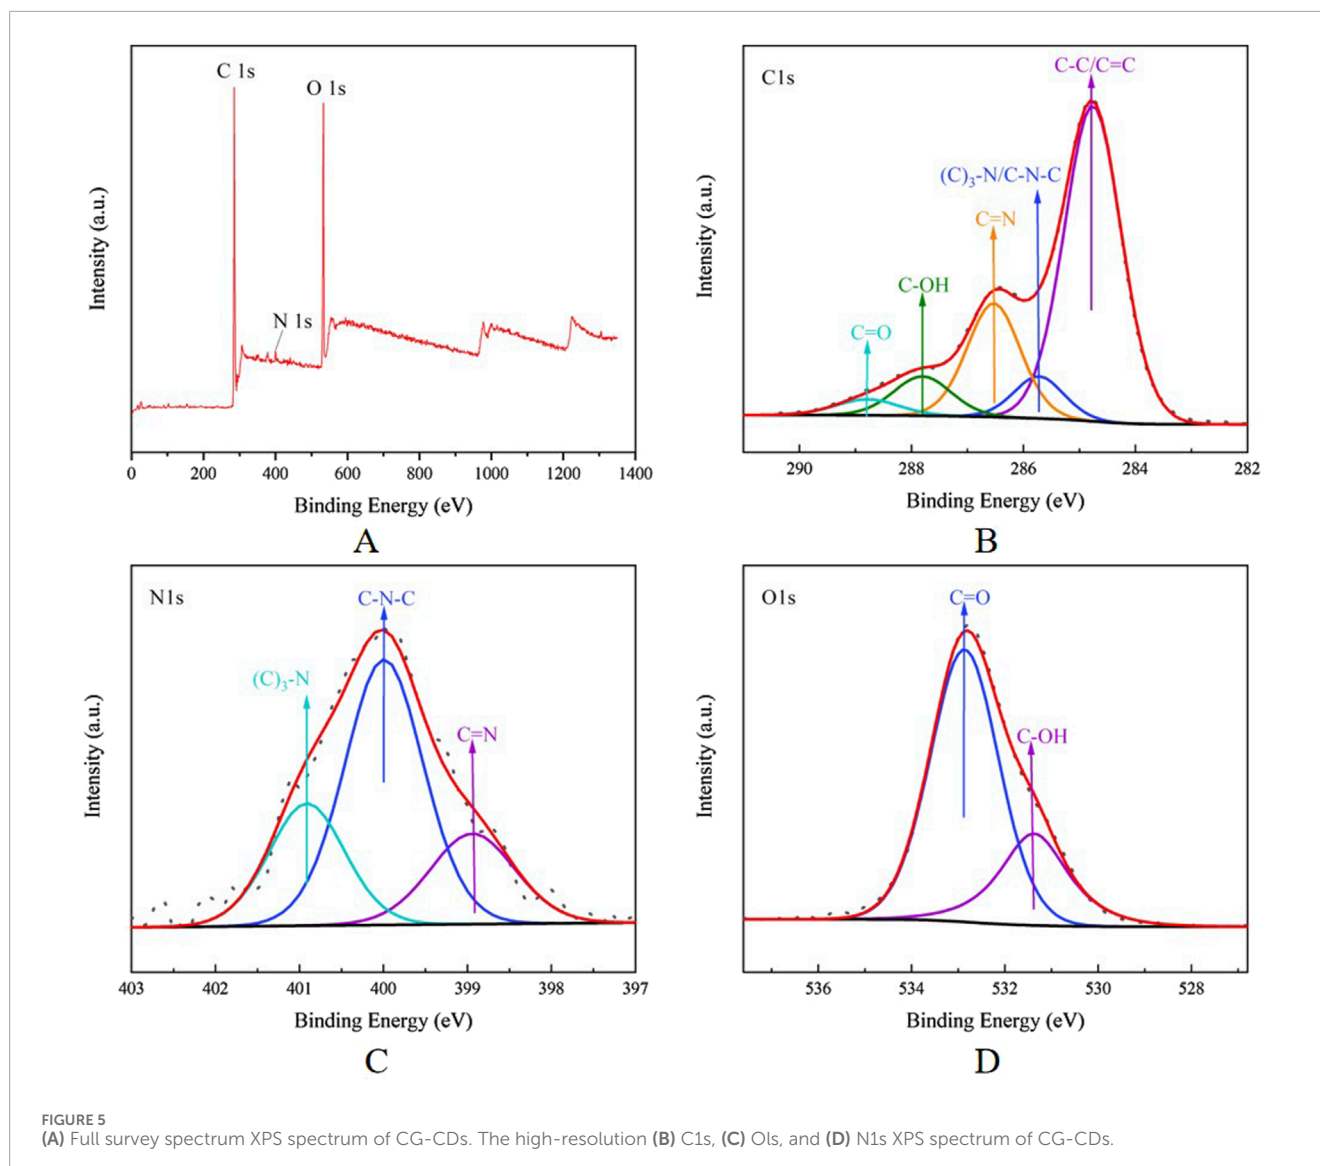 C 1s
O 1s
N 1s
Intensity (a.u.)
0 200 400 600 800 1000 1200 1400
Binding Energy (eV)
A
C1s
C-C/C=C
(C)3-N/C-N-C
C=N
C-OH
C=O
Intensity (a.u.)
290 288 286 284 282
Binding Energy (eV)
B
N1s
C-N-C
(C)3-N
C=N
Intensity (a.u.)
403 402 401 400 399 398 397
Binding Energy (eV)
C
O1s
C=O
C-OH
Intensity (a.u.)
536 534 532 530 528
Binding Energy (eV)
D
FIGURE 5
(A) Full survey spectrum XPS spectrum of CG-CDs. The high-resolution (B) C1s, (C) Ols, and (D) N1s XPS spectrum of CG-CDs.